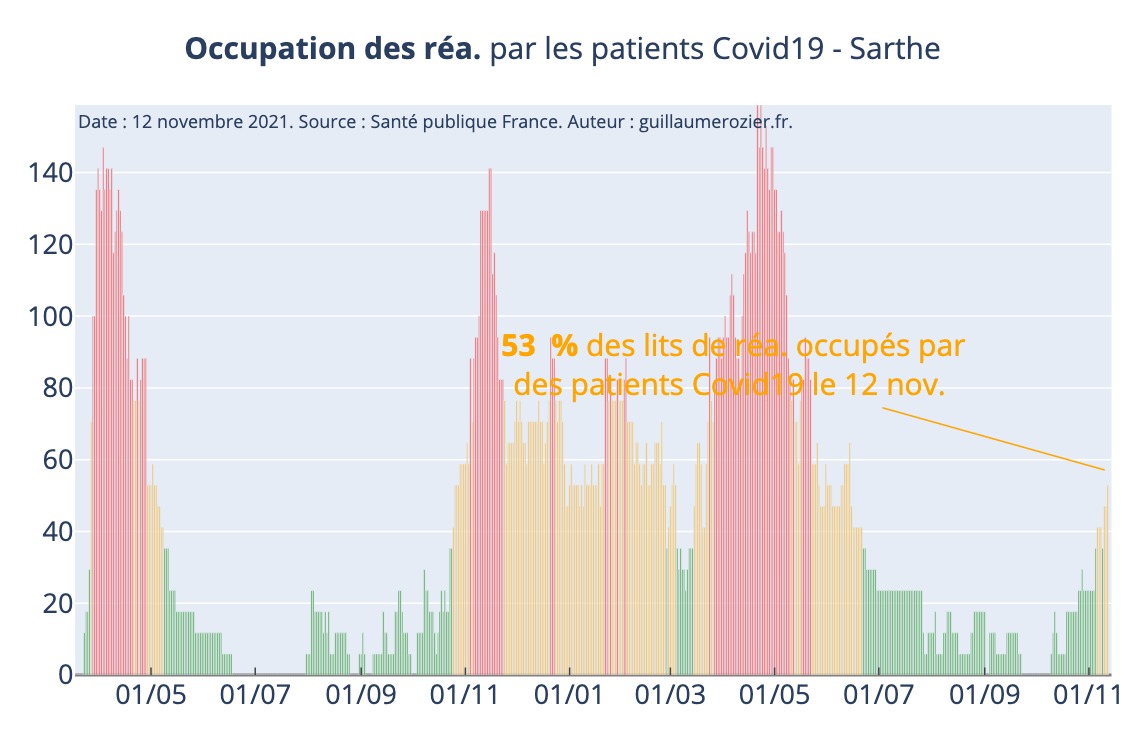 Occupation des réa. par les patients Covid19 - Sarthe
Date : 12 novembre 2021. Source : Santé publique France. Auteur : guillaumerozier.fr.
140
120
100
80
60
40
20
0
53 % des lits de réa. occupés par
des patients Covid19 le 12 nov.
01/05 01/07 01/09 01/11 01/01 01/03 01/05 01/07 01/09 01/11